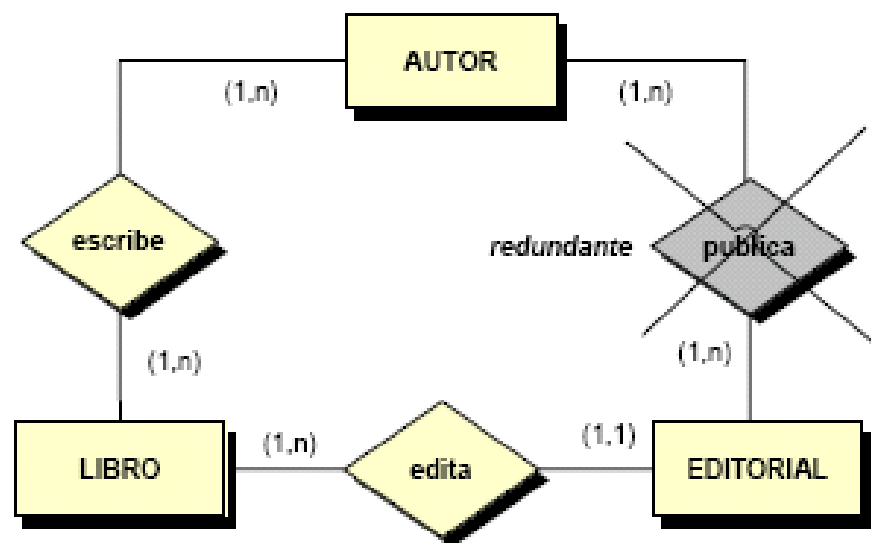 AUTOR
(1,n)
(1,n)
escribe
redundante
publica
(1,n)
(1,n)
LIBRO
(1,n)
edita
(1,1)
EDITORIAL